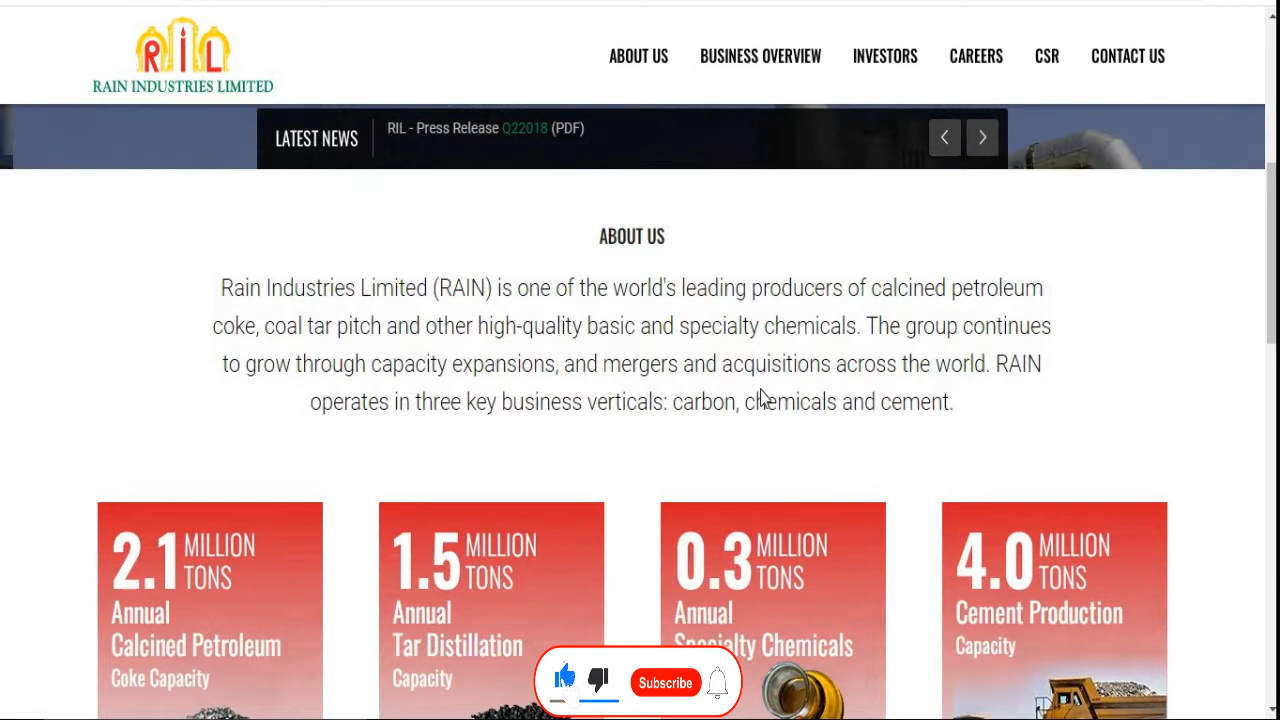 RIL
RAIN INDUSTRIES LIMITED
ABOUT US BUSINESS OVERVIEW INVESTORS CAREERS CSR CONTACT US
LATEST NEWS
RIL - Press Release Q22018 (PDF)
ABOUT US
Rain Industries Limited (RAIN) is one of the world's leading producers of calcined petroleum
coke, coal tar pitch and other high-quality basic and specialty chemicals. The group continues
to grow through capacity expansions, and mergers and acquisitions across the world. RAIN
operates in three key business verticals: carbon, chemicals and cement.
2.1 MILLION TONS
Annual
Calcined Petroleum
Coke Capacity
1.5 MILLION TONS
Annual
Tar Distillation
Capacity
0.3 MILLION TONS
Annual
Specialty Chemicals
4.0 MILLION TONS
Cement Production
Capacity
Subscribe